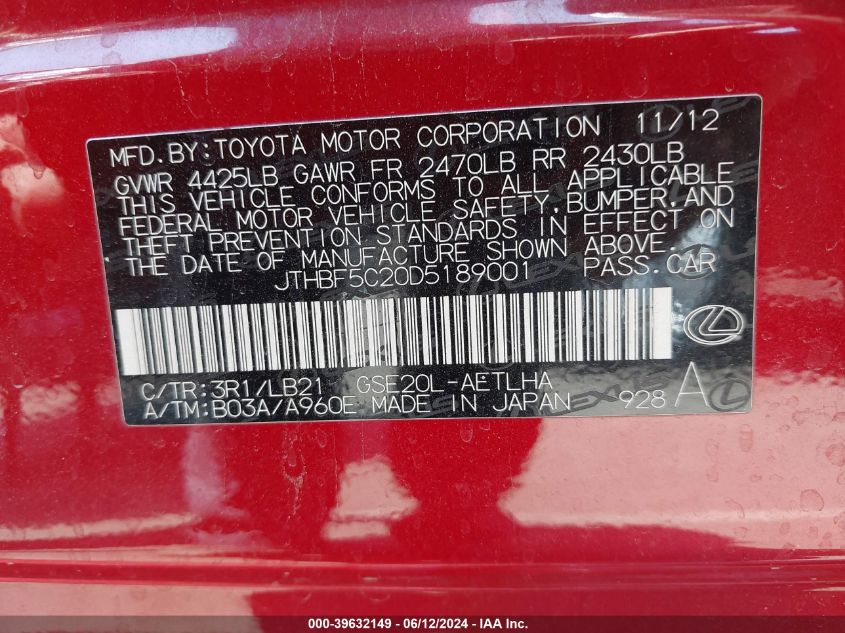 MFD.BY:TOYOTA MOTOR CORPORATION 11/12
GVWR 4425LB GAWR FR 2470LB RR 2430LB
THIS VEHICLE CONFORMS TO ALL APPLICABLE
FEDERAL MOTOR VEHICLE SAFETY,BUMPER,AND
THEFT PREVENTION STANDARDS IN EFFECT ON
THE DATE OF MANUFACTURE SHOWN ABOVE.
JTHBF5C20D5189001 PASS.CAR
C/TR:3R1/LB21 GSE20L-AETLHA
A/TM:B03A/A960E MADE IN JAPAN 928 A
000-39632149 - 06/12/2024 - IAA Inc.